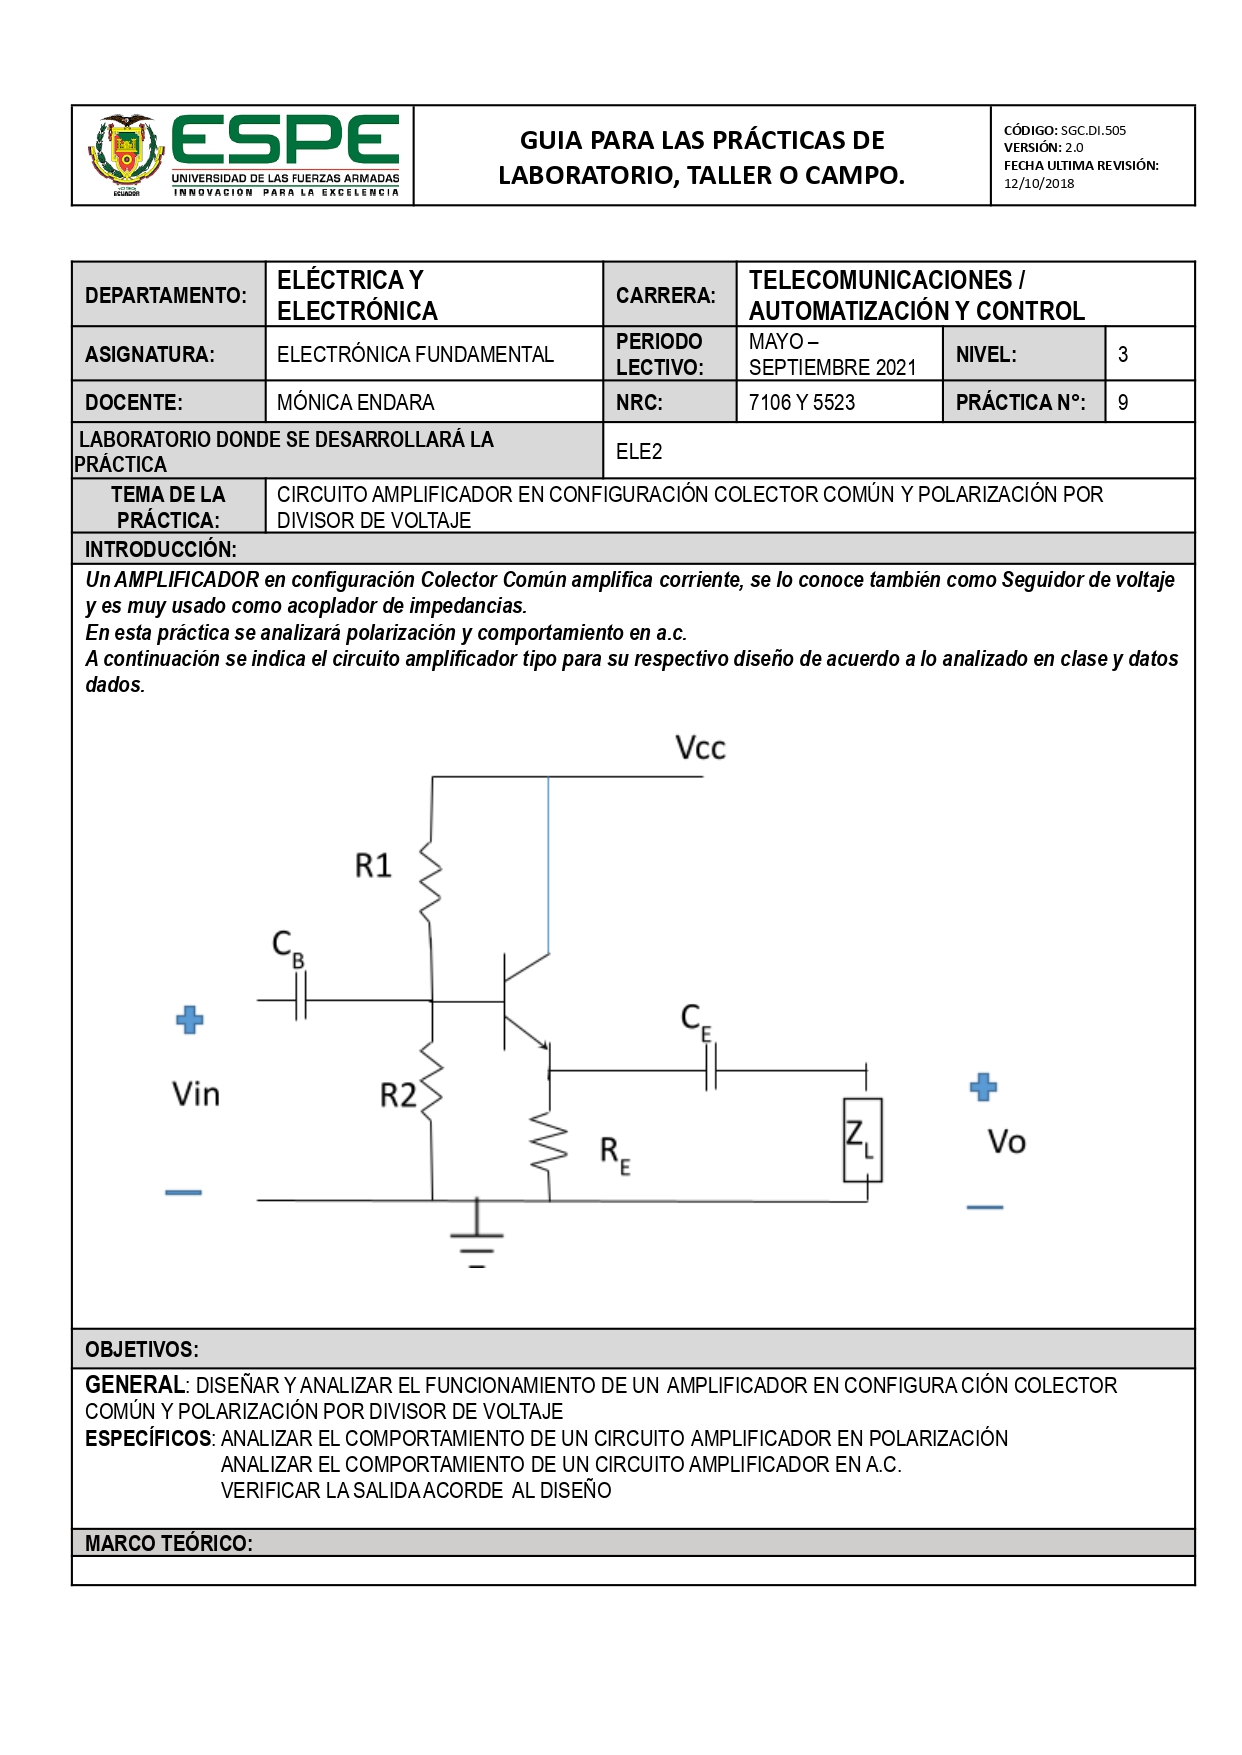 ESPE
UNIVERSIDAD DE LAS FUERZAS ARMADAS
INNOVACIÓN PARA LA EXCELENCIA
ECUADOR
GUIA PARA LAS PRÁCTICAS DE
LABORATORIO, TALLER O CAMPO.
CÓDIGO: SGC.DI.505
VERSIÓN: 2.0
FECHA ULTIMA REVISIÓN:
12/10/2018
DEPARTAMENTO:
ELÉCTRICA Y
ELECTRÓNICA
CARRERA:
TELECOMUNICACIONES /
AUTOMATIZACIÓN Y CONTROL
ASIGNATURA:
ELECTRÓNICA FUNDAMENTAL
PERIODO
LECTIVO:
MAYO –
SEPTIEMBRE 2021
NIVEL:
3
DOCENTE:
MÓNICA ENDARA
NRC:
7106 Y 5523
PRÁCTICA N°:
9
LABORATORIO DONDE SE DESARROLLARÁ LA
PRÁCTICA
ELE2
TEMA DE LA
PRÁCTICA:
CIRCUITO AMPLIFICADOR EN CONFIGURACIÓN COLECTOR COMÚN Y POLARIZACIÓN POR
DIVISOR DE VOLTAJE
INTRODUCCIÓN:
Un AMPLIFICADOR en configuración Colector Común amplifica corriente, se lo conoce también como Seguidor de voltaje
y es muy usado como acoplador de impedancias.
En esta práctica se analizará polarización y comportamiento en a.c.
A continuación se indica el circuito amplificador tipo para su respectivo diseño de acuerdo a lo analizado en clase y datos
dados.
Vcc
R1
CB
CE
Vin
R2
RE
ZL
Vo
OBJETIVOS:
GENERAL: DISEÑAR Y ANALIZAR EL FUNCIONAMIENTO DE UN AMPLIFICADOR EN CONFIGURA CIÓN COLECTOR
COMÚN Y POLARIZACIÓN POR DIVISOR DE VOLTAJE
ESPECÍFICOS: ANALIZAR EL COMPORTAMIENTO DE UN CIRCUITO AMPLIFICADOR EN POLARIZACIÓN
ANALIZAR EL COMPORTAMIENTO DE UN CIRCUITO AMPLIFICADOR EN A.C.
VERIFICAR LA SALIDA ACORDE AL DISEÑO
MARCO TEÓRICO: